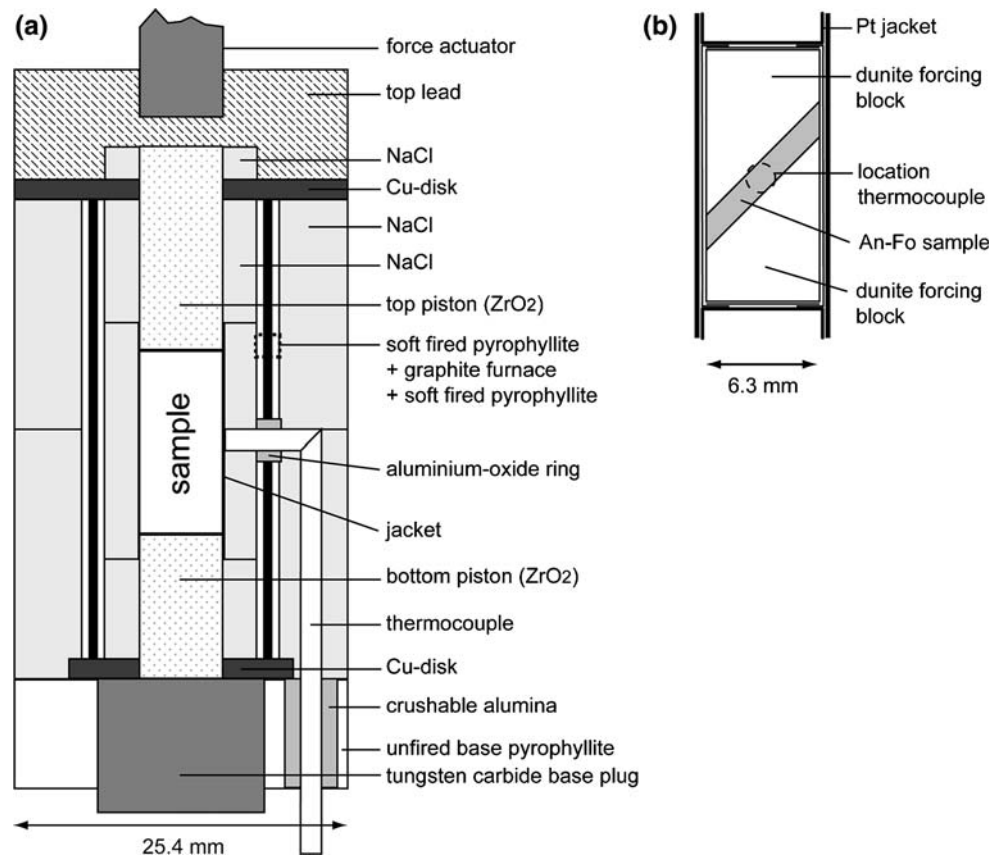 (a)
force actuator
top lead
NaCl
Cu-disk
NaCl
NaCl
top piston (ZrO2)
soft fired pyrophyllite
+ graphite furnace
+ soft fired pyrophyllite
aluminium-oxide ring
jacket
bottom piston (ZrO2)
thermocouple
Cu-disk
crushable alumina
unfired base pyrophyllite
tungsten carbide base plug
sample
25.4 mm
(b)
Pt jacket
dunite forcing
block
location
thermocouple
An-Fo sample
dunite forcing
block
6.3 mm